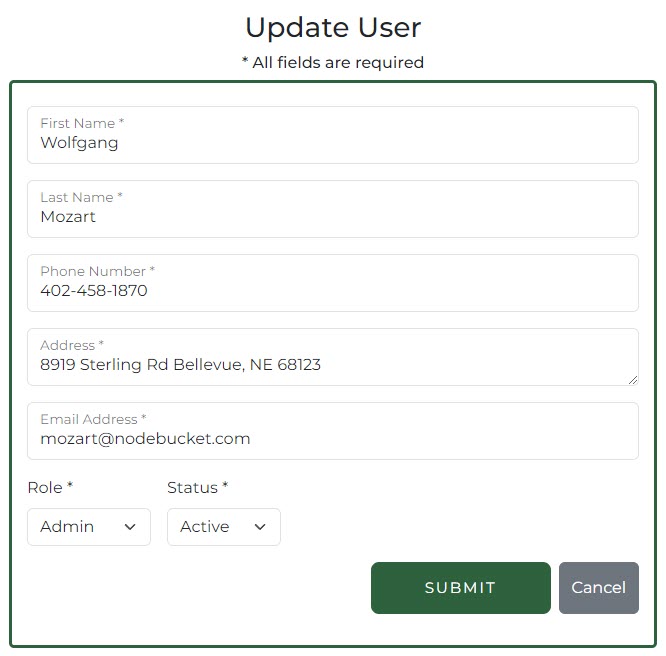 Update User
* All fields are required
First Name *
Wolfgang
Last Name *
Mozart
Phone Number *
402-458-1870
Address *
8919 Sterling Rd Bellevue, NE 68123
Email Address *
mozart@nodebucket.com
Role * Status *
Admin Active
SUBMIT Cancel